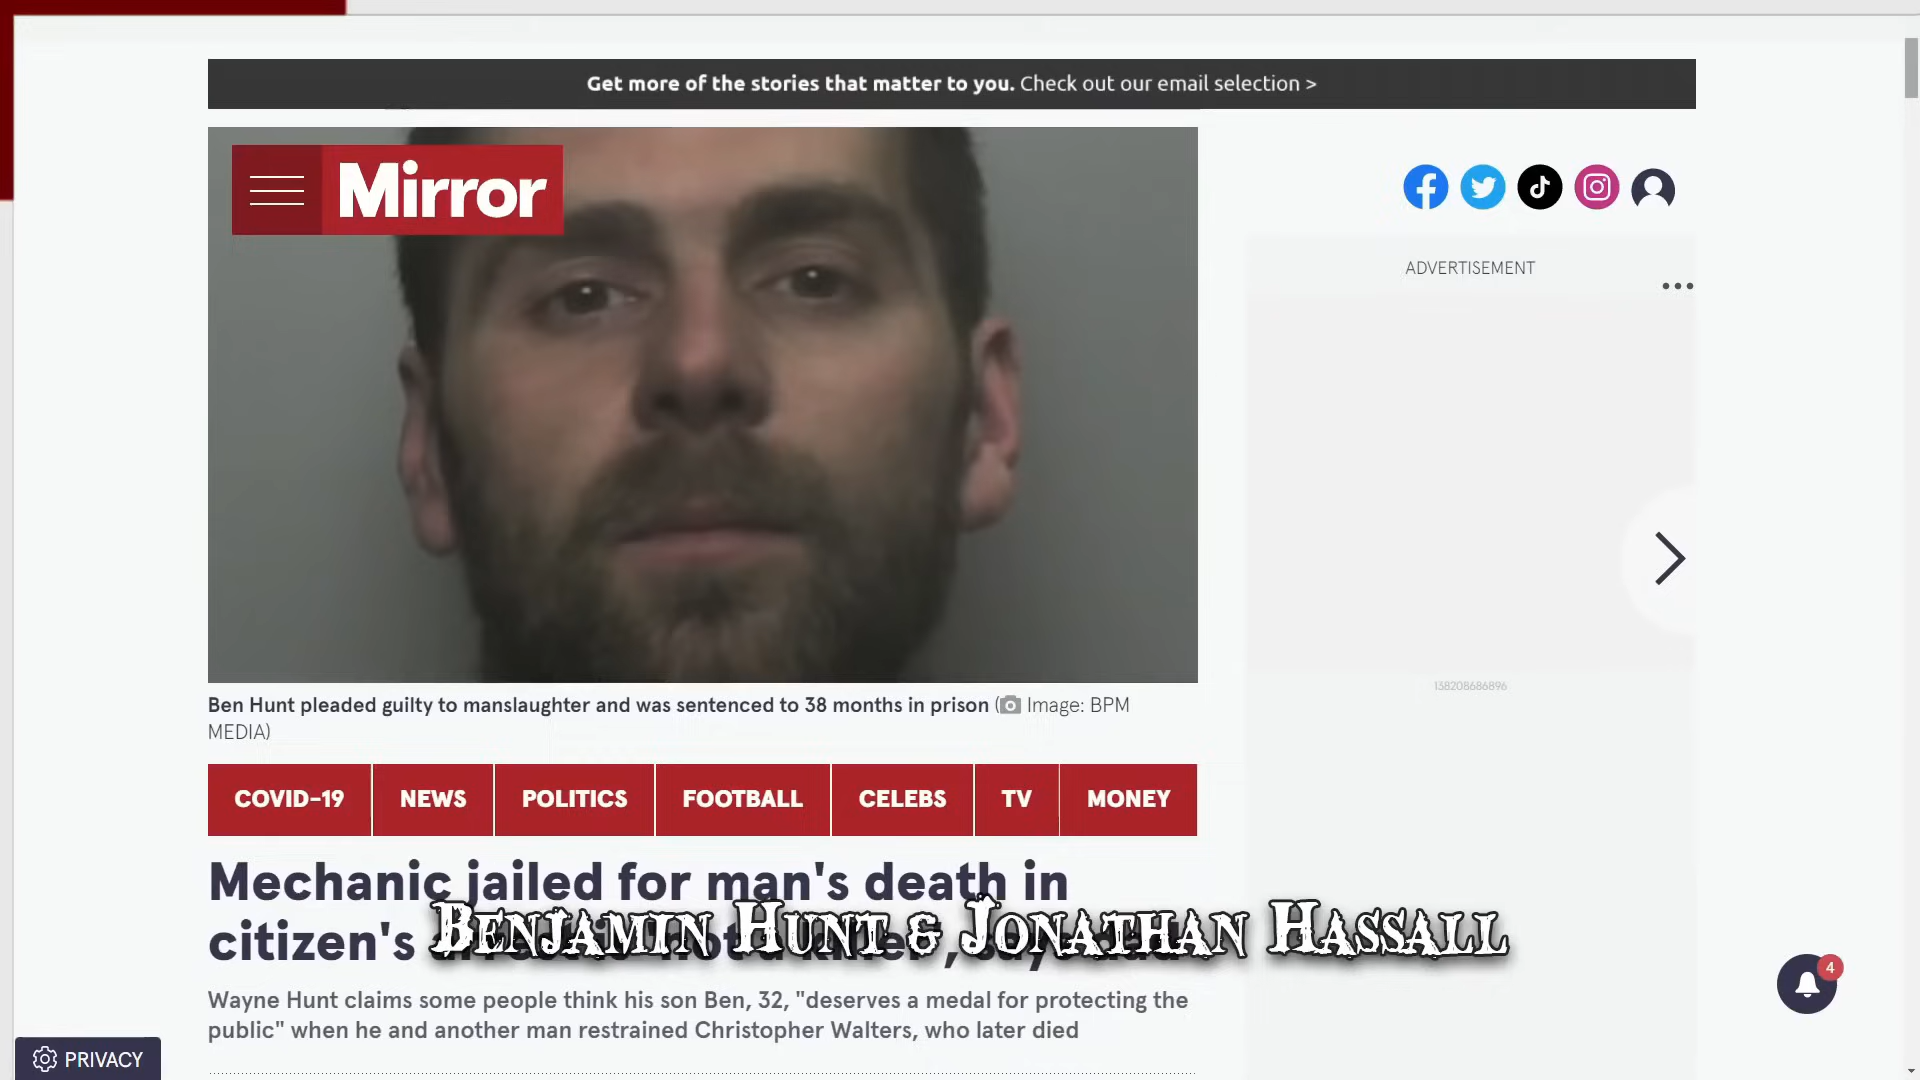 Get more of the stories that matter to you. Check out our email selection >
Mirror
ADVERTISEMENT
138208686896
Ben Hunt pleaded guilty to manslaughter and was sentenced to 38 months in prison ( Image: BPM
MEDIA)
COVID-19 NEWS POLITICS FOOTBALL CELEBS TV MONEY
Mechanic jailed for man's death in
citizen's
Benjamin Hunt & Jonathan Hassall
Wayne Hunt claims some people think his son Ben, 32, "deserves a medal for protecting the
public" when he and another man restrained Christopher Walters, who later died
4
PRIVACY